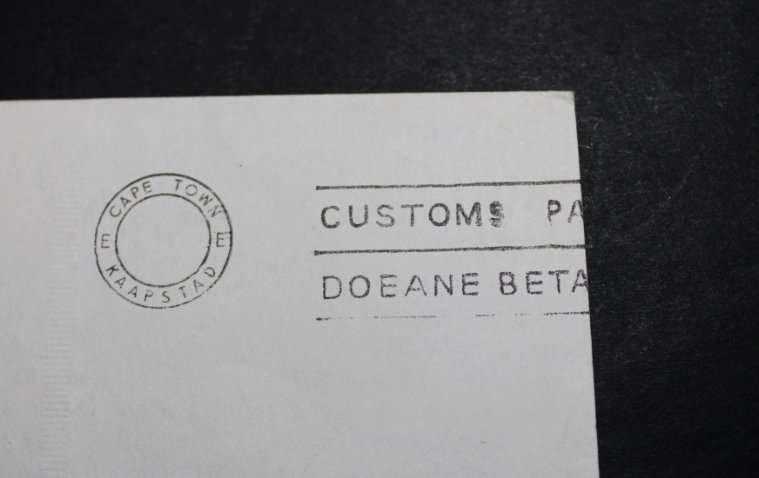 CAPE TOWN
E E
KAAPSTAD
CUSTOMS PA
DOEANE BETA